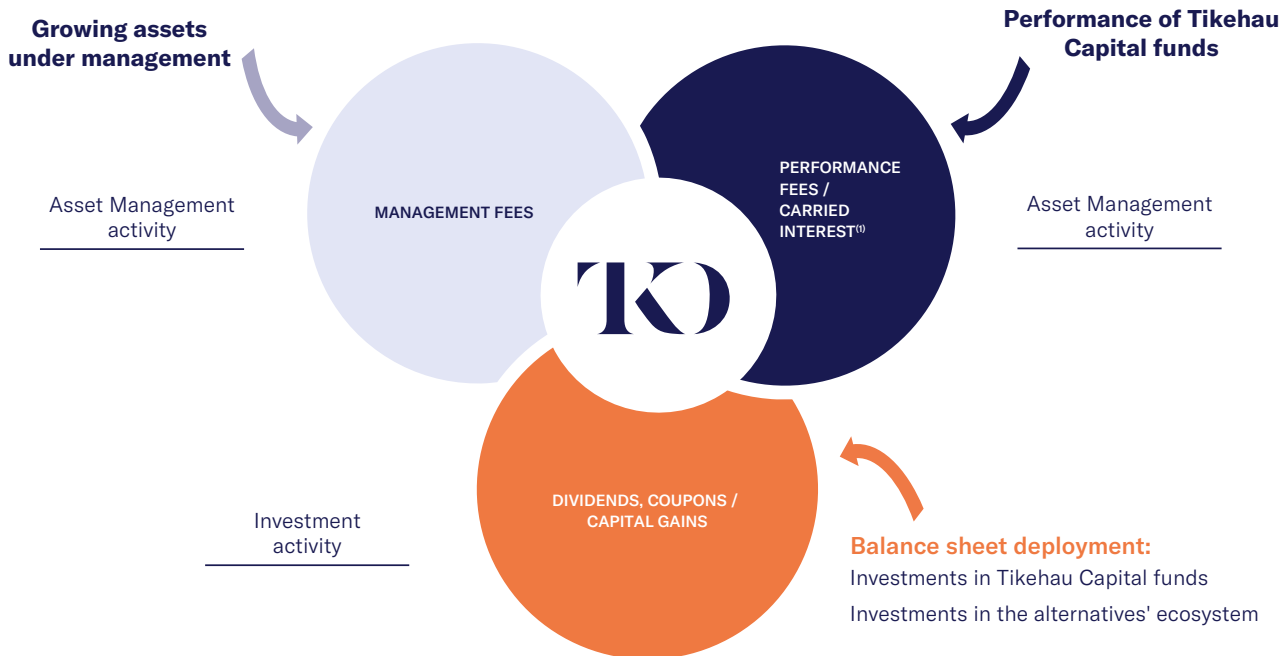 Growing assets
under management
Performance of Tikehau
Capital funds
Asset Management
activity
MANAGEMENT FEES
PERFORMANCE
FEES /
CARRIED
INTEREST(1)
Asset Management
activity
TKO
DIVIDENDS, COUPONS /
CAPITAL GAINS
Investment
activity
Balance sheet deployment:
Investments in Tikehau Capital funds
Investments in the alternatives' ecosystem